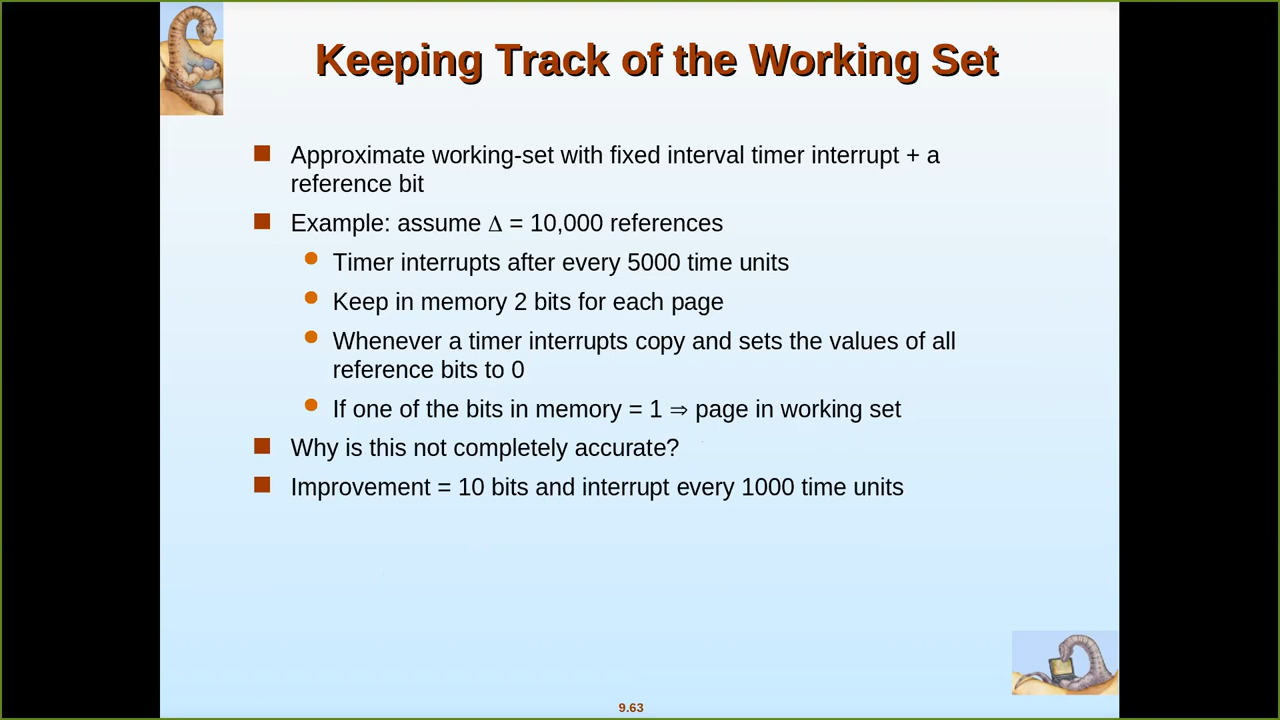 Keeping Track of the Working Set
Approximate working-set with fixed interval timer interrupt + a
reference bit
Example: assume Δ = 10,000 references
Timer interrupts after every 5000 time units
Keep in memory 2 bits for each page
Whenever a timer interrupts copy and sets the values of all
reference bits to 0
If one of the bits in memory = 1 ⇒ page in working set
Why is this not completely accurate?
Improvement = 10 bits and interrupt every 1000 time units
9.63